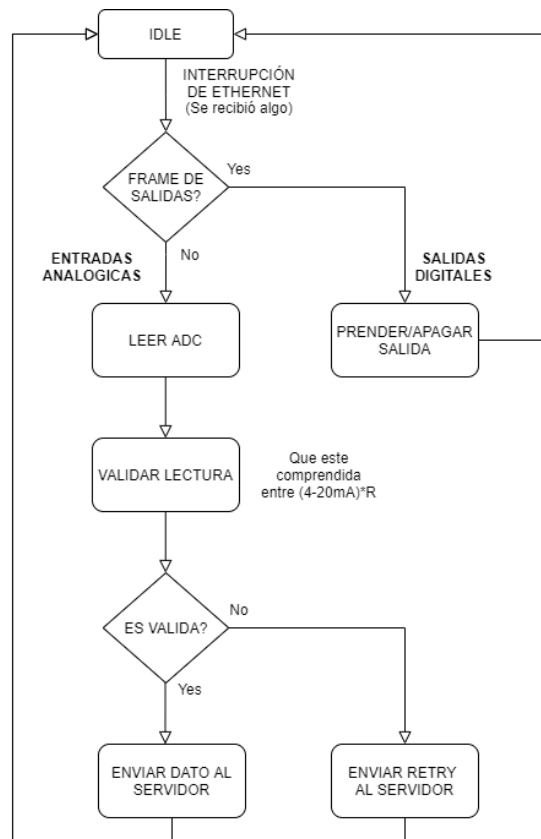 IDLE
INTERRUPCIÓN
DE ETHERNET
(Se recibió algo)
FRAME DE
SALIDAS?
Yes
No
ENTRADAS
ANALOGICAS
SALIDAS
DIGITALES
LEER ADC
PRENDER/APAGAR
SALIDA
VALIDAR LECTURA
Que este
comprendida
entre (4-20mA)*R
ES VALIDA?
No
Yes
ENVIAR DATO AL
SERVIDOR
ENVIAR RETRY
AL SERVIDOR